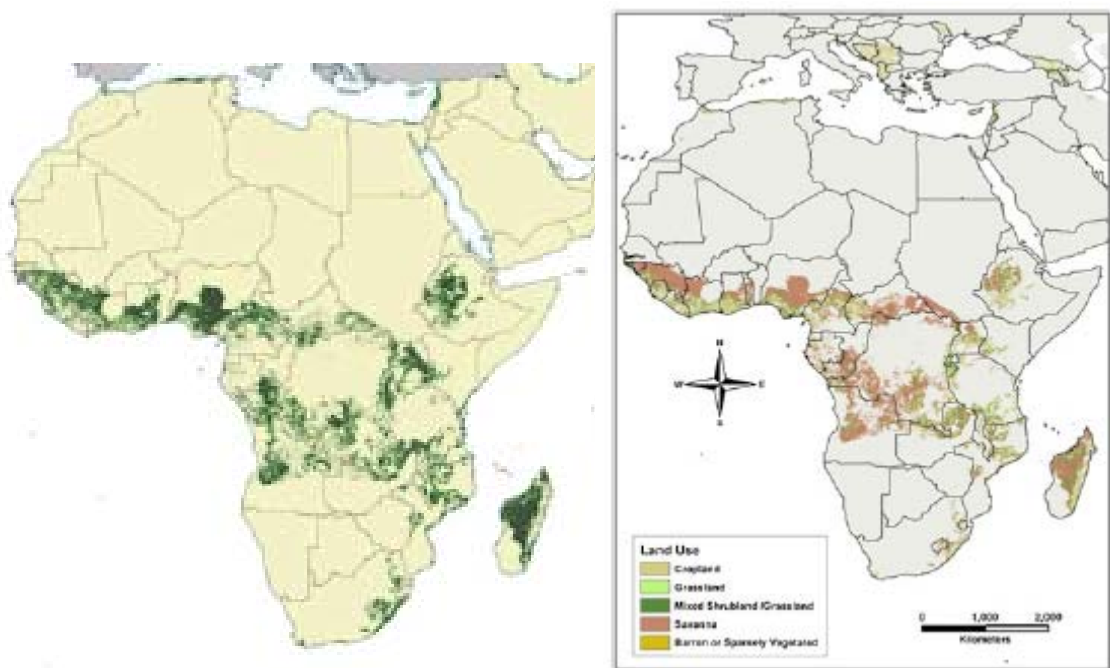 N
W E
S
Land Use
Cropland
Grassland
Mixed Shrubland /Grassland
Savanna
Barren or Sparsely Vegetated
0 1,000 2,000
Kilometers